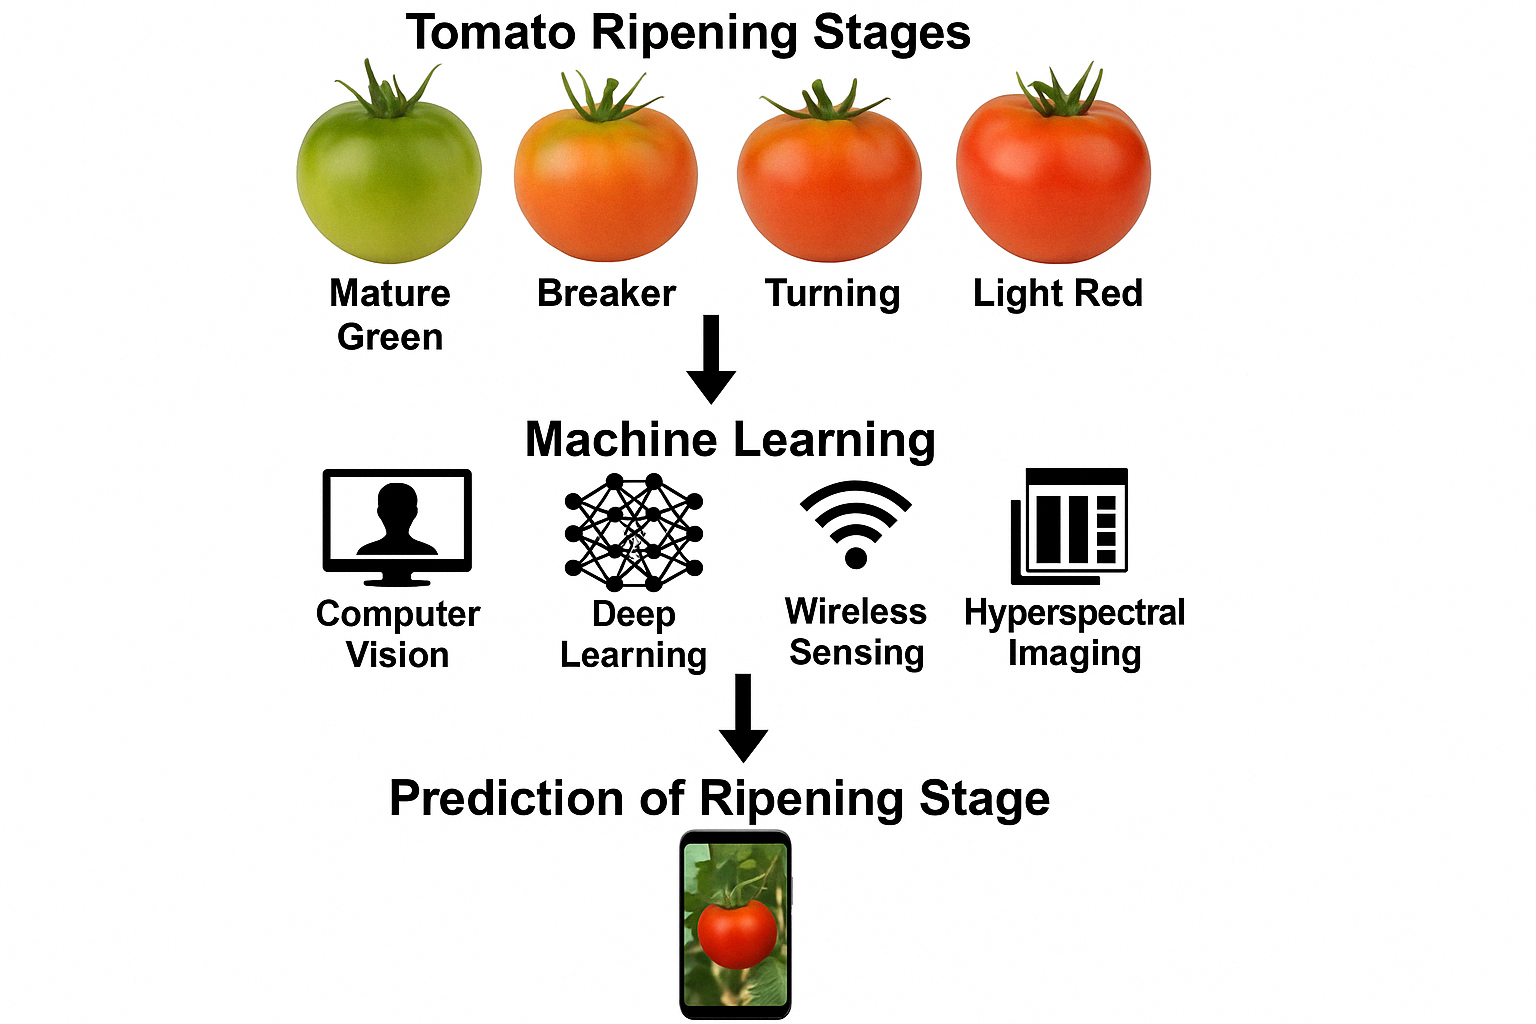 Tomato Ripening Stages
Mature
Green
Breaker
Turning
Light Red
Machine Learning
Computer
Vision
Deep
Learning
Wireless
Sensing
Hyperspectral
Imaging
Prediction of Ripening Stage